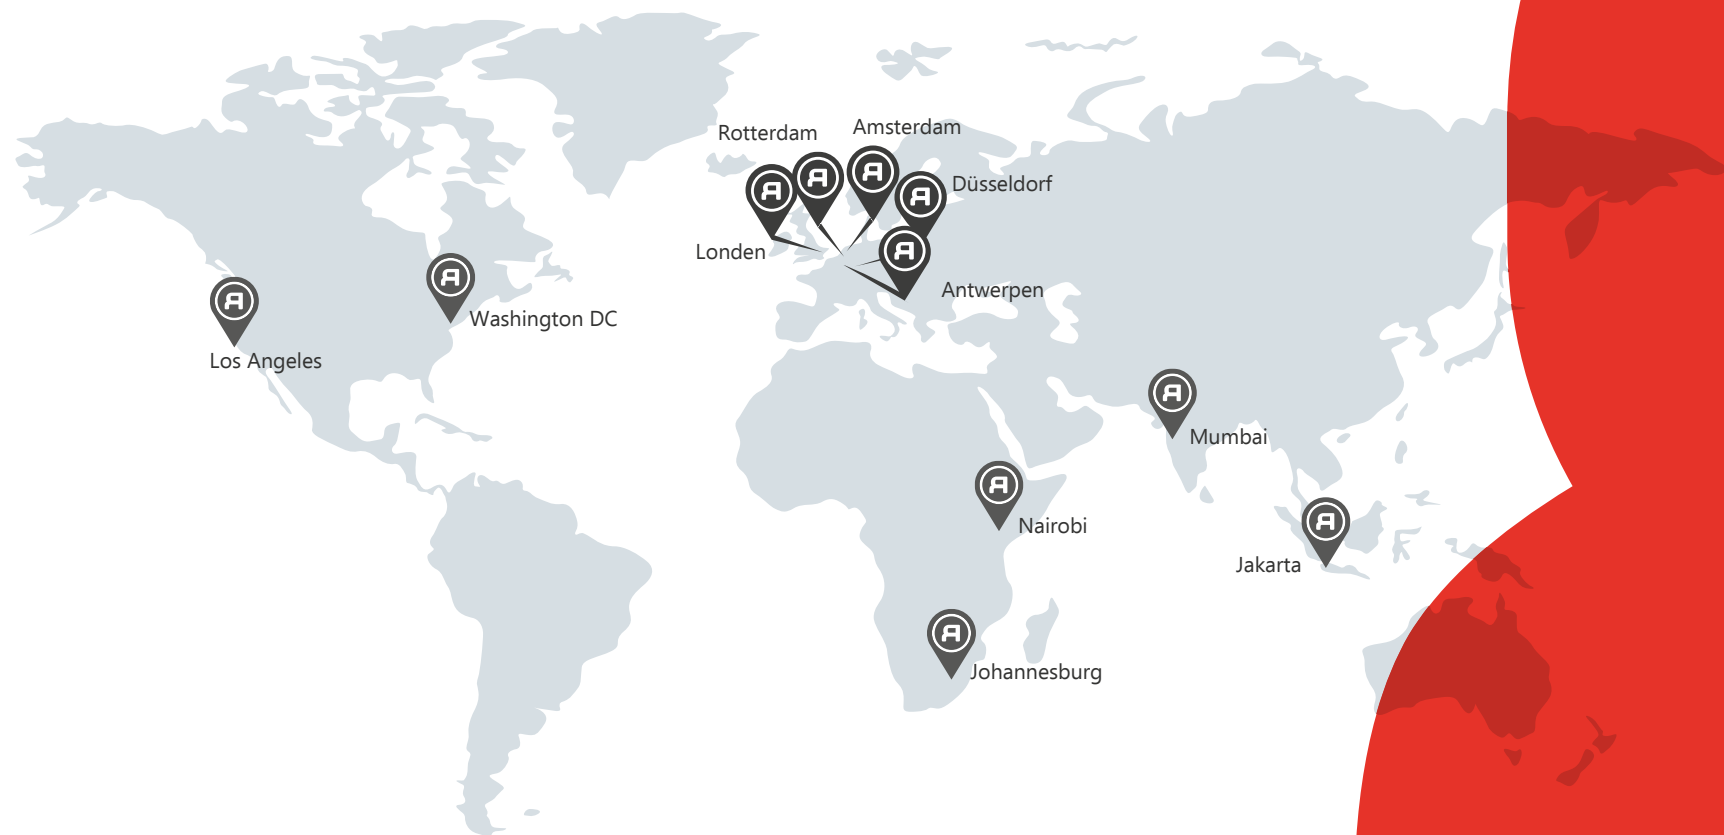 Amsterdam
Rotterdam
Düsseldorf
Londen
Antwerpen
Washington DC
Los Angeles
Mumbai
Nairobi
Jakarta
Johannesburg